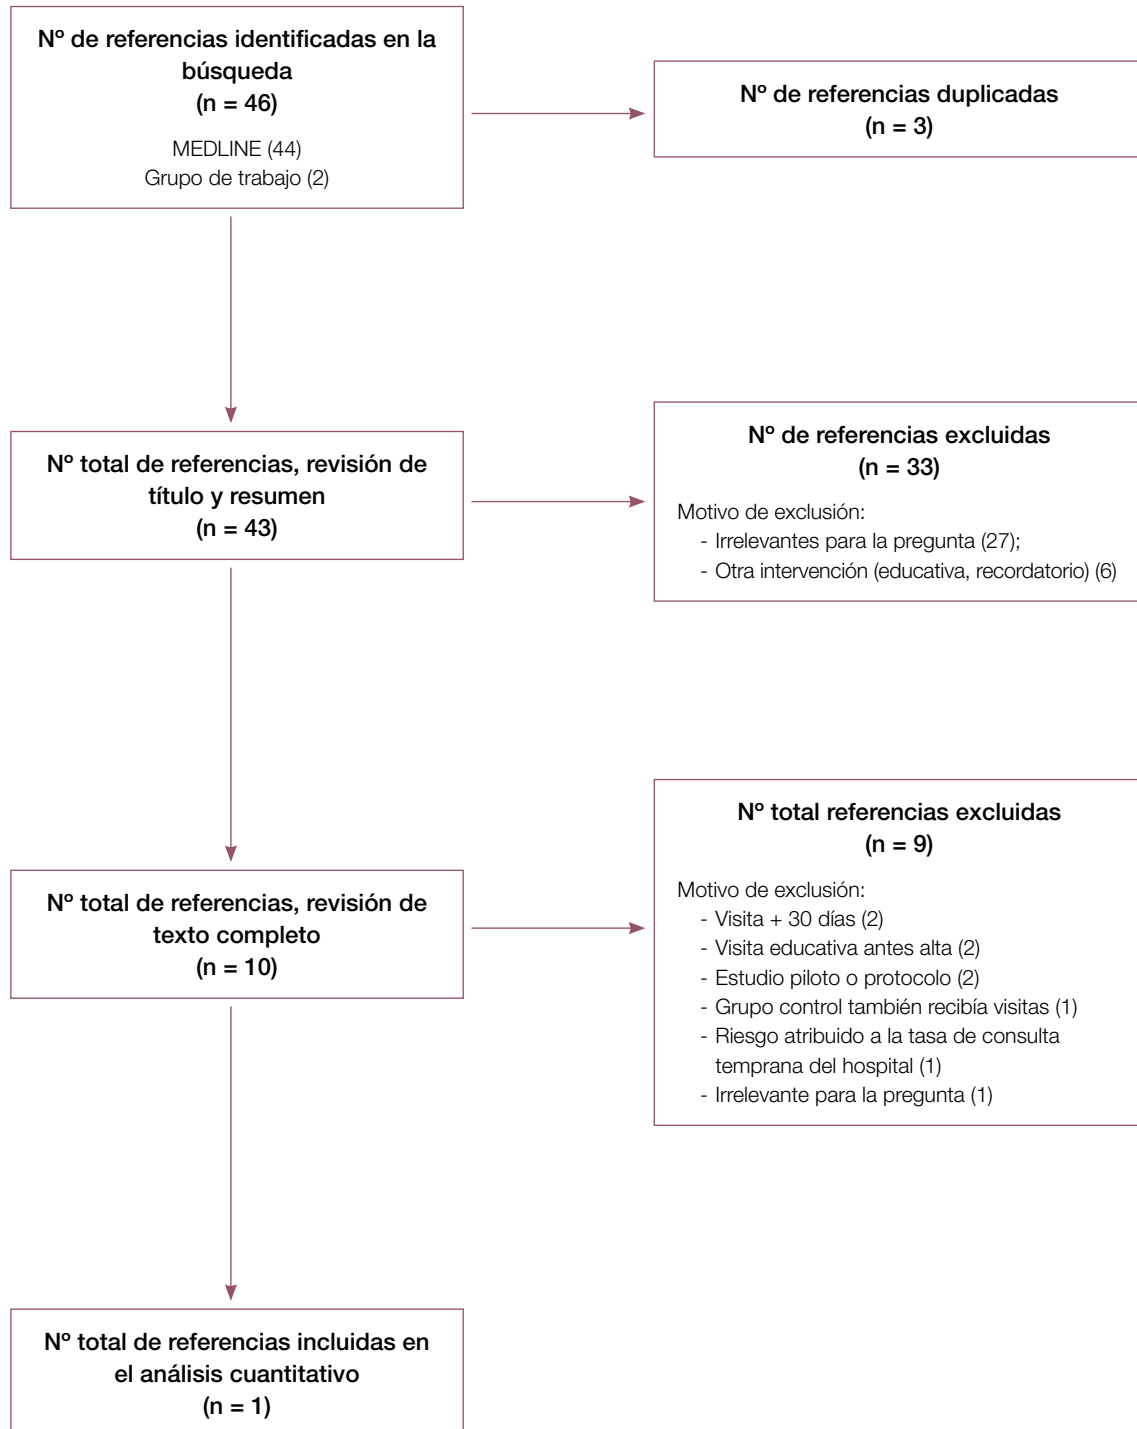 Nº de referencias identificadas en la
búsqueda
(n = 46)
MEDLINE (44)
Grupo de trabajo (2)
Nº de referencias duplicadas
(n = 3)
Nº total de referencias, revisión de
título y resumen
(n = 43)
Nº de referencias excluidas
(n = 33)
Motivo de exclusión:
- Irrelevantes para la pregunta (27);
- Otra intervención (educativa, recordatorio) (6)
Nº total de referencias, revisión de
texto completo
(n = 10)
Nº total referencias excluidas
(n = 9)
Motivo de exclusión:
- Visita + 30 días (2)
- Visita educativa antes alta (2)
- Estudio piloto o protocolo (2)
- Grupo control también recibía visitas (1)
- Riesgo atribuido a la tasa de consulta
temprana del hospital (1)
- Irrelevante para la pregunta (1)
Nº total de referencias incluidas en
el análisis cuantitativo
(n = 1)